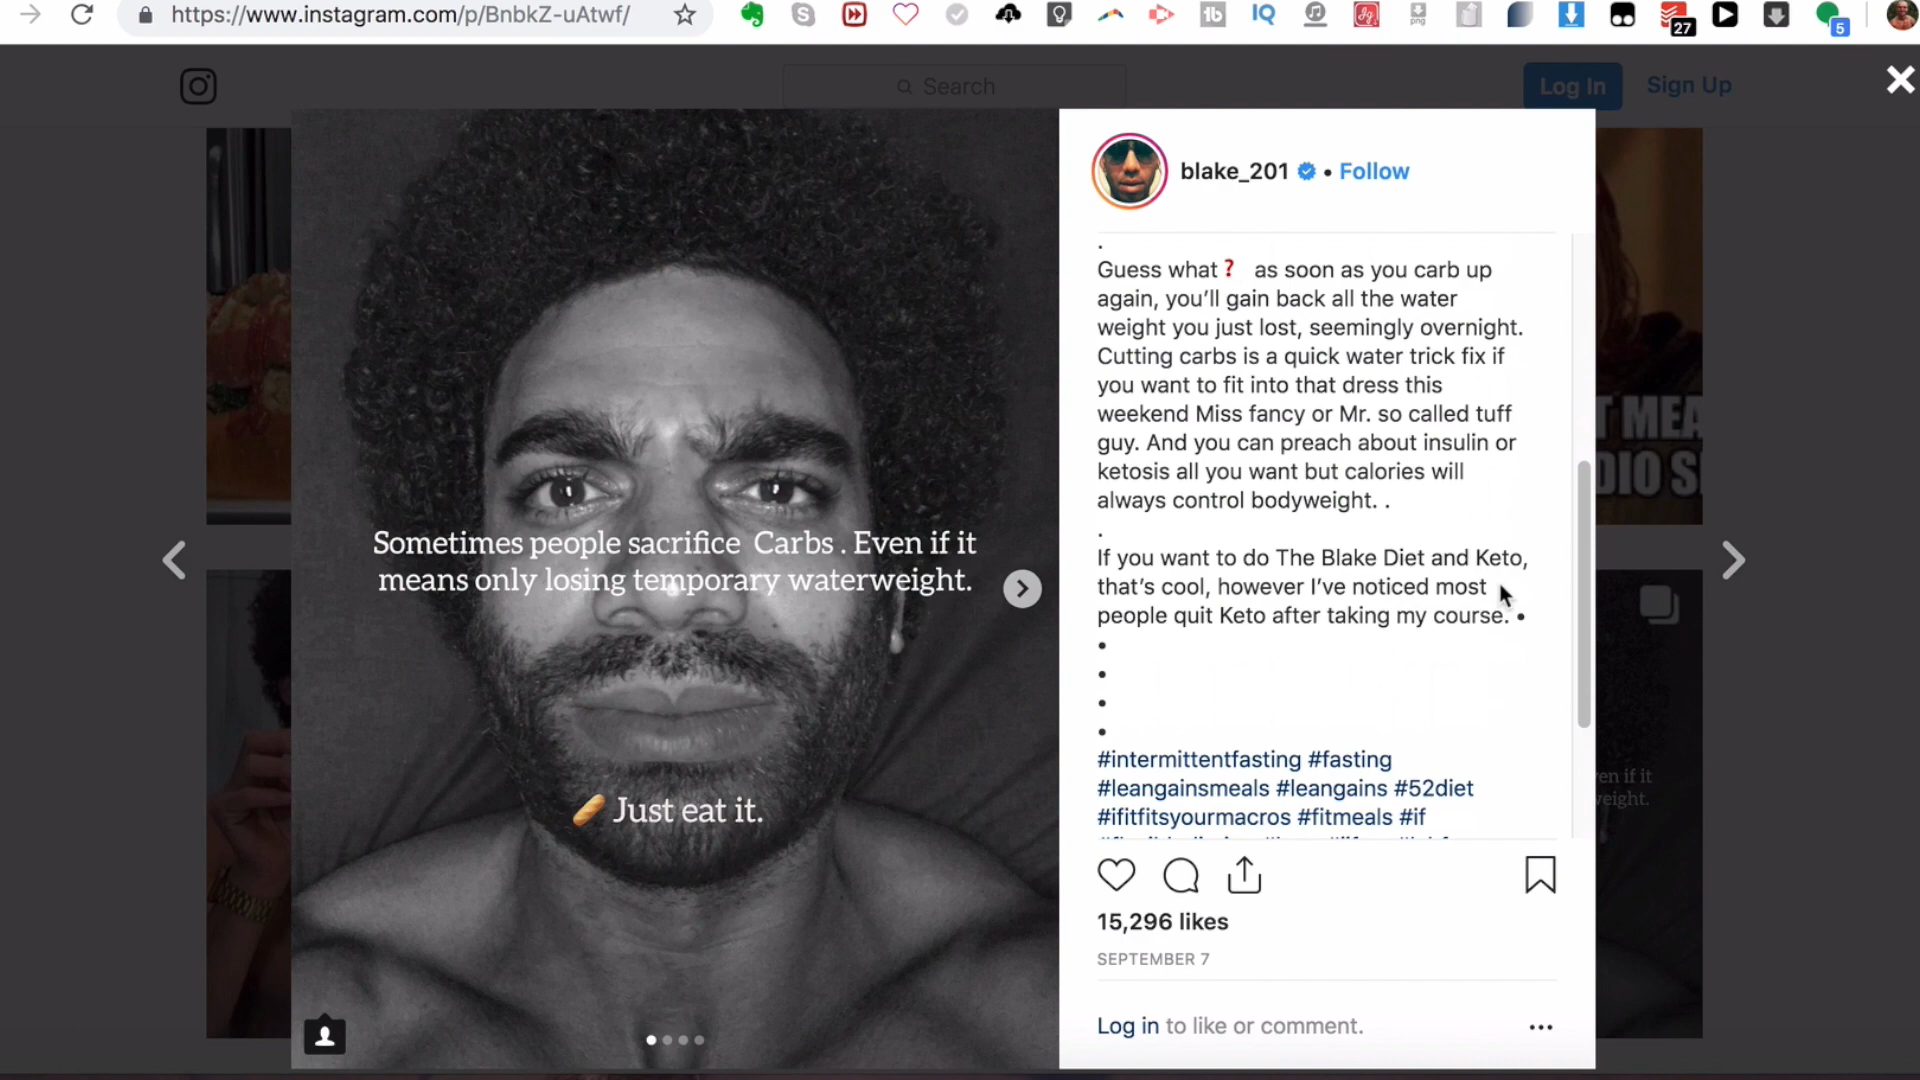 https://www.instagram.com/p/BnbkZ-uAtwf/
27
5
Search
Log In
Sign Up
blake_201 • Follow
.
Guess what ? as soon as you carb up
again, you’ll gain back all the water
weight you just lost, seemingly overnight.
Cutting carbs is a quick water trick fix if
you want to fit into that dress this
weekend Miss fancy or Mr. so called tuff
guy. And you can preach about insulin or
ketosis all you want but calories will
always control bodyweight. . .
.
If you want to do The Blake Diet and Keto,
that’s cool, however I’ve noticed most
people quit Keto after taking my course. •
•
•
•
•
#intermittentfasting #fasting
#leangainsmeals #leangains #52diet
#ifitfitsyourmacros #fitmeals #if
15,296 likes
SEPTEMBER 7
Log in to like or comment.
Sometimes people sacrifice Carbs . Even if it
means only losing temporary waterweight.
🥖 Just eat it.